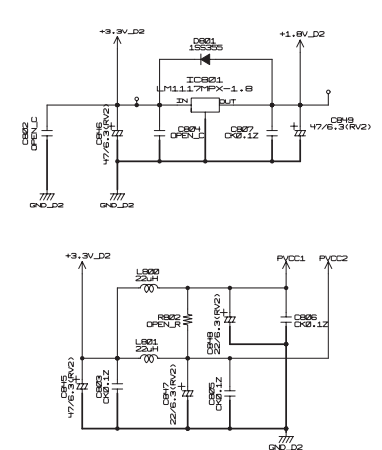 +3.3V_D2
+1.8V_D2
D801
1SS355
IC801
LM1117MPX-1.8
IN
OUT
C802
OPEN_C
C846
47/6.3(RV2)
C804
OPEN_C
C807
CK0.1Z
C849
47/6.3(RV2)
GND_D2
GND_D2
+3.3V_D2
PVCC1
PVCC2
L800
22uH
R802
OPEN_R
C848
22/6.3(RV2)
C806
CK0.1Z
L801
22uH
C845
47/6.3(RV2)
C803
CK0.1Z
C847
22/6.3(RV2)
C805
CK0.1Z
GND_D2